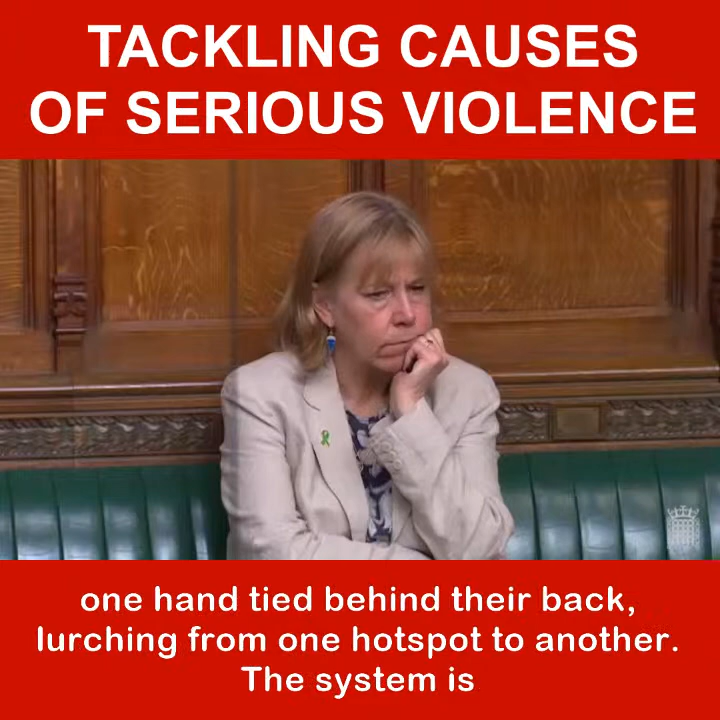 TACKLING CAUSES
OF SERIOUS VIOLENCE
one hand tied behind their back,
lurching from one hotspot to another.
The system is